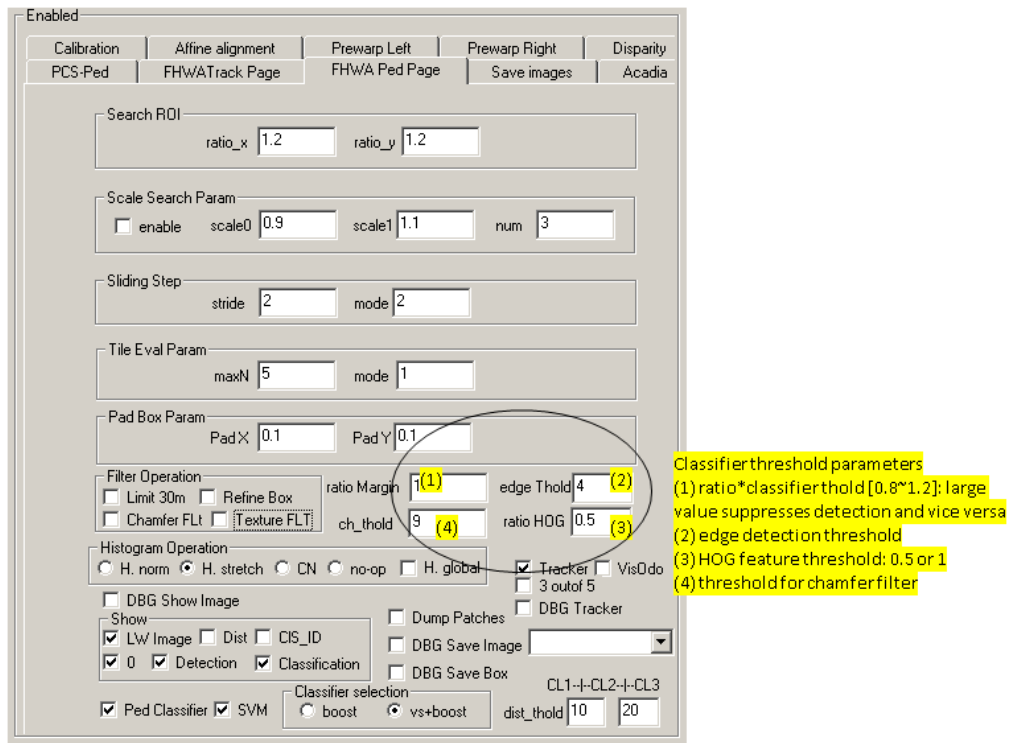 Enabled
Calibration Affine alignment Prewarp Left Prewarp Right Disparity
PCS-Ped FHWATrack Page FHWA Ped Page Save images Acadia
Search ROI
ratio_x 1.2 ratio_y 1.2
Scale Search Param
enable scale0 0.9 scale1 1.1 num 3
Sliding Step
stride 2 mode 2
Tile Eval Param
maxN 5 mode 1
Pad Box Param
Pad X 0.1 Pad Y 0.1
Filter Operation
Limit 30m Refine Box ratio Margin 1 (1) edge Thold 4 (2)
Chamfer FLt Texture FLT ch_thold 9 (4) ratio HOG 0.5 (3)
Classifier threshold parameters
(1) ratio*classifier thold [0.8~1.2]: large
value suppresses detection and vice versa
(2) edge detection threshold
(3) HOG feature threshold: 0.5 or 1
(4) threshold for chamfer filter
Histogram Operation
H. norm H. stretch CN no-op H. global Tracker VisOdo
3 outof 5
DBG Show Image DBG Tracker
Show Dump Patches
LW Image Dist CIS_ID DBG Save Image
0 Detection Classification DBG Save Box
CL1--|--CL2--|--CL3
Classifier selection
Ped Classifier SVM boost vs+boost dist_thold 10 20